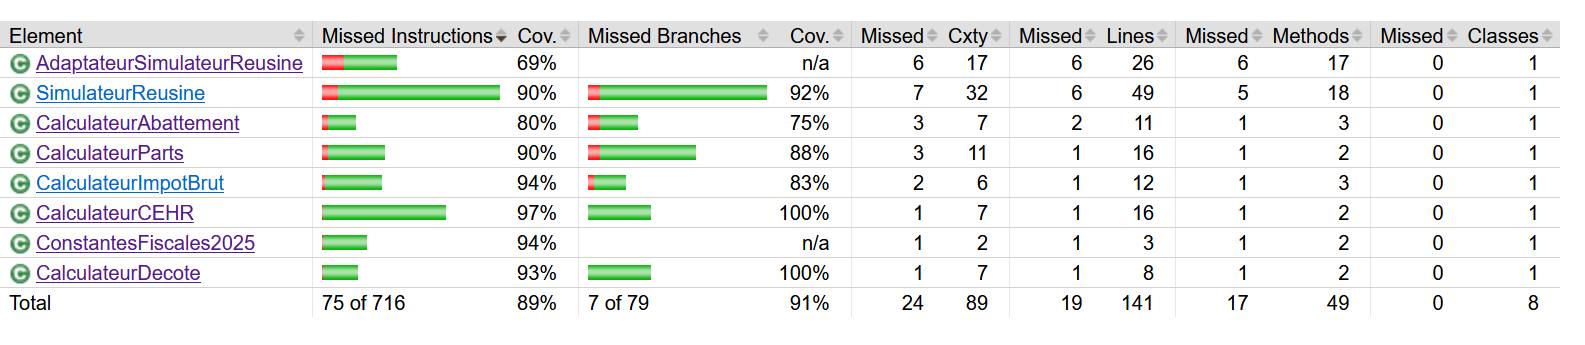 Element Missed Instructions Cov. Missed Branches Cov. Missed Cxty Missed Lines Missed Methods Missed Classes
C AdaptateurSimulateurReusine 69% n/a 6 17 6 26 6 17 0 1
C SimulateurReusine 90% 92% 7 32 6 49 5 18 0 1
C CalculateurAbattement 80% 75% 3 7 2 11 1 3 0 1
C CalculateurParts 90% 88% 3 11 1 16 1 2 0 1
C CalculateurImpotBrut 94% 83% 2 6 1 12 1 3 0 1
C CalculateurCEHR 97% 100% 1 7 1 16 1 2 0 1
C ConstantesFiscales2025 94% n/a 1 2 1 3 1 2 0 1
C CalculateurDecote 93% 100% 1 7 1 8 1 2 0 1
Total 75 of 716 89% 7 of 79 91% 24 89 19 141 17 49 0 8